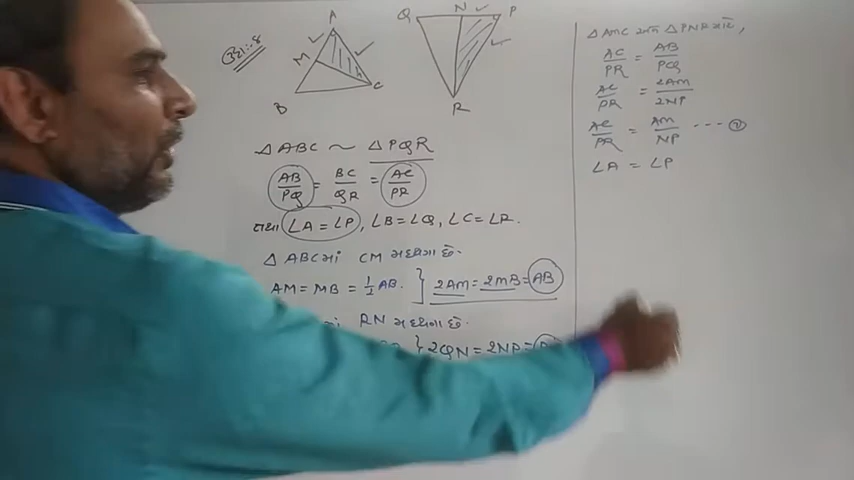 ઉદા:-8
A
M
B
C
Q
N
P
R
△ABC ~ △PQR
AB/PQ = BC/QR = AC/PR
તથા ∠A = ∠P, ∠B = ∠Q, ∠C = ∠R.
△ABCમાં CM મધ્યગા છે.
AM = MB = 1/2 AB. } 2AM = 2MB = AB
RN મધ્યગા છે.
} 2QN = 2NP =
△AMC અને △PNR માટે,
AC/PR = AB/PQ
AC/PR = 2AM/2NP
AC/PR = AM/NP --- ②
∠A = ∠P